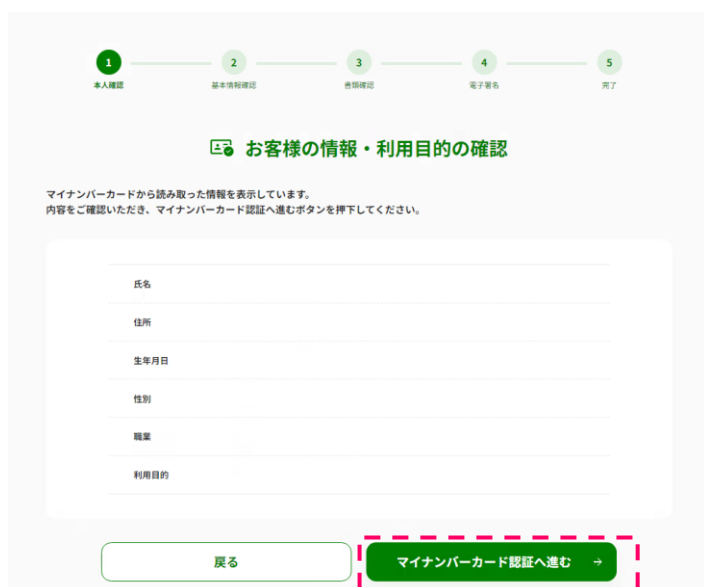 1 2 3 4 5
本人確認 基本情報確認 書類確認 電子署名 完了
お客様の情報・利用目的の確認
マイナンバーカードから読み取った情報を表示しています。
内容をご確認いただき、マイナンバーカード認証へ進むボタンを押下してください。
氏名
住所
生年月日
性別
職業
利用目的
戻る マイナンバーカード認証へ進む →